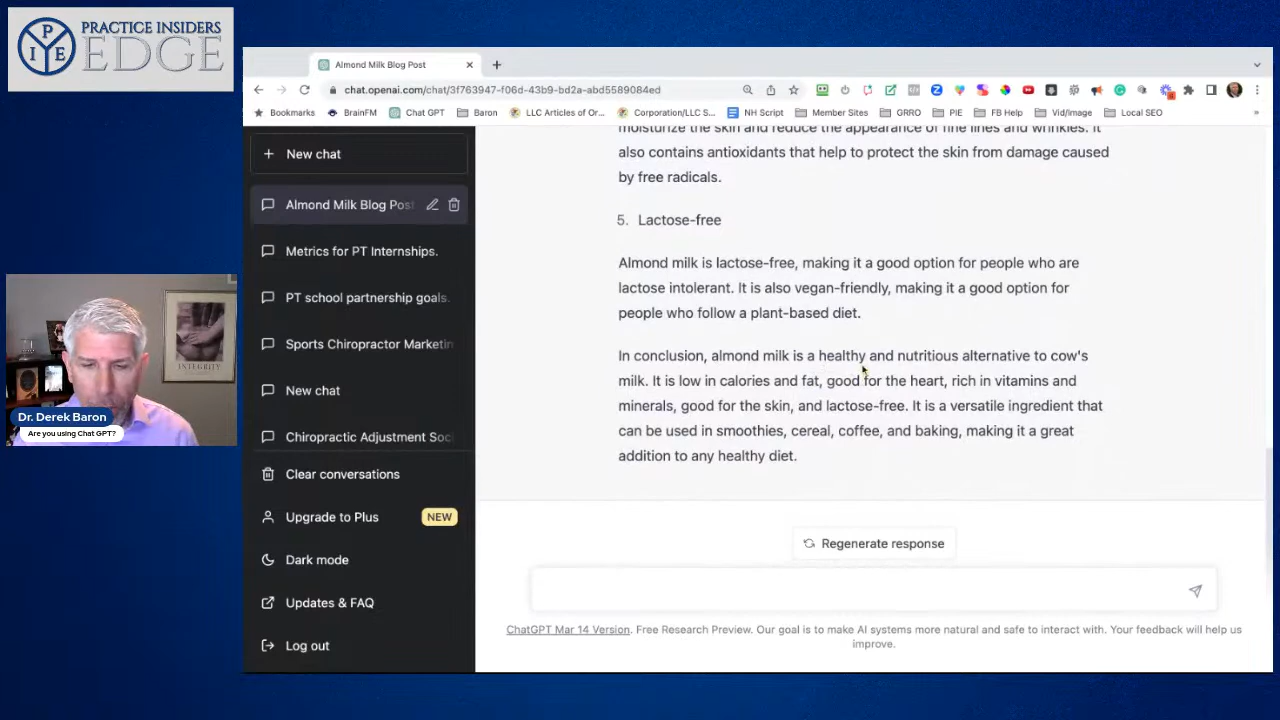 PRACTICE INSIDERS
EDGE
P
I
E
Almond Milk Blog Post
chat.openai.com/chat/3f763947-f06d-43b9-bd2a-abd5589084ed
Bookmarks
BrainFM
Chat GPT
Baron
LLC Articles of Or...
Corporation/LLC S...
NH Script
Member Sites
GRRO
PIE
FB Help
Vid/Image
Local SEO
New chat
Almond Milk Blog Post
Metrics for PT Internships.
PT school partnership goals.
Sports Chiropractor Marketin
New chat
Chiropractic Adjustment Soc
Clear conversations
Upgrade to Plus NEW
Dark mode
Updates & FAQ
Log out
moisturize the skin and reduce the appearance of fine lines and wrinkles. It
also contains antioxidants that help to protect the skin from damage caused
by free radicals.
5. Lactose-free
Almond milk is lactose-free, making it a good option for people who are
lactose intolerant. It is also vegan-friendly, making it a good option for
people who follow a plant-based diet.
In conclusion, almond milk is a healthy and nutritious alternative to cow's
milk. It is low in calories and fat, good for the heart, rich in vitamins and
minerals, good for the skin, and lactose-free. It is a versatile ingredient that
can be used in smoothies, cereal, coffee, and baking, making it a great
addition to any healthy diet.
Regenerate response
ChatGPT Mar 14 Version. Free Research Preview. Our goal is to make AI systems more natural and safe to interact with. Your feedback will help us
improve.
INTEGRITY
Dr. Derek Baron
Are you using Chat GPT?